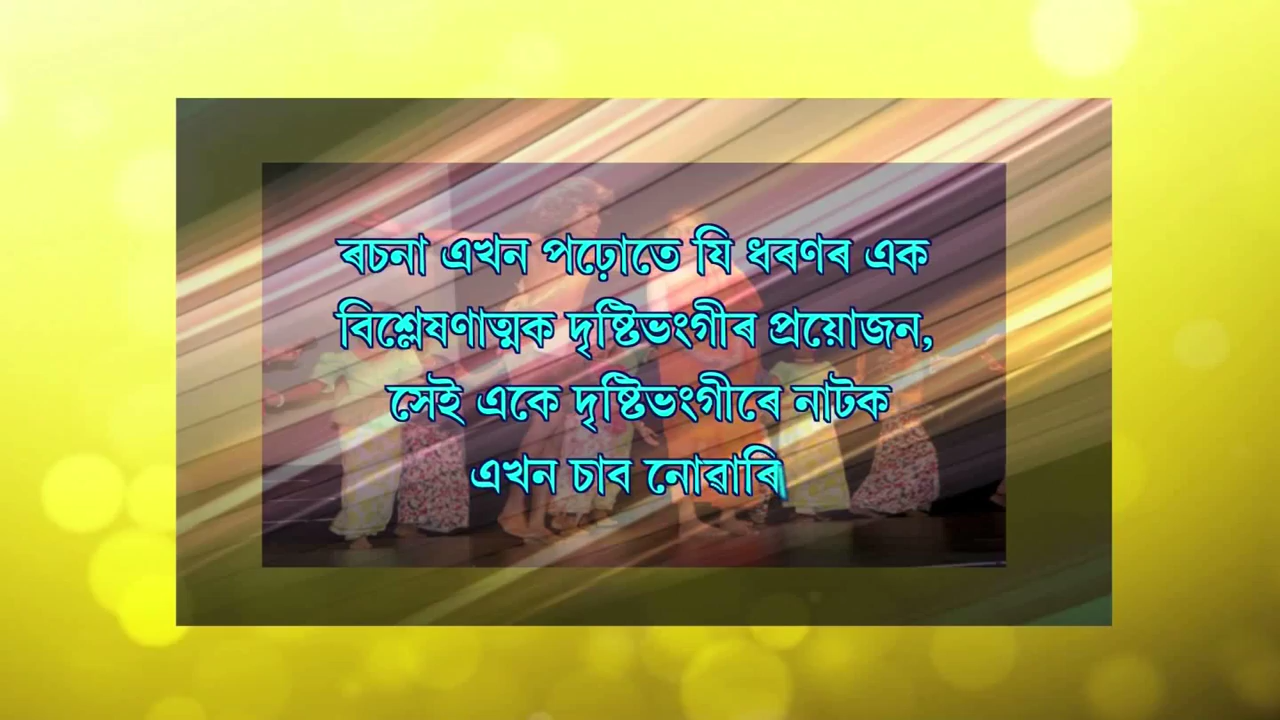 ৰচনা এখন পঢ়োতে যি ধৰণৰ এক
বিশ্লেষণাত্মক দৃষ্টিভংগীৰ প্ৰয়োজন,
সেই একে দৃষ্টিভংগীৰে নাটক
এখন চাব নোৱাৰি